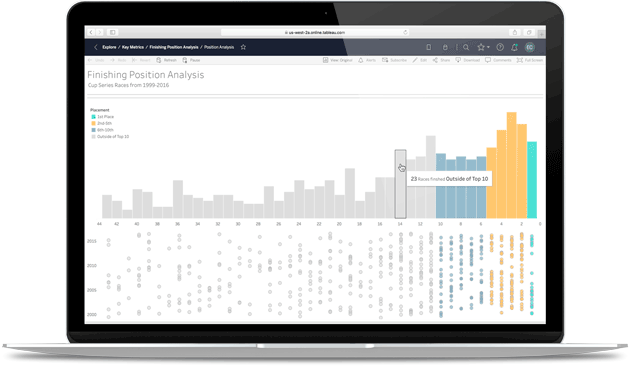 us-west-2a.online.tableau.com
Explore / Key Metrics / Finishing Position Analysis / Position Analysis
EC
Undo Redo Revert Refresh Pause View Original Alerts Subscribe Edit Share Download Comments Full Screen
Finishing Position Analysis
Cup Series Races from 1999-2016
Placement
1st Place
2nd-5th
6th-10th
Outside of Top 10
23 Races finished Outside of Top 10
44 42 40 38 36 34 32 30 28 26 24 22 20 18 16 14 12 10 8 6 4 2 0
2015
2010
2005
2000